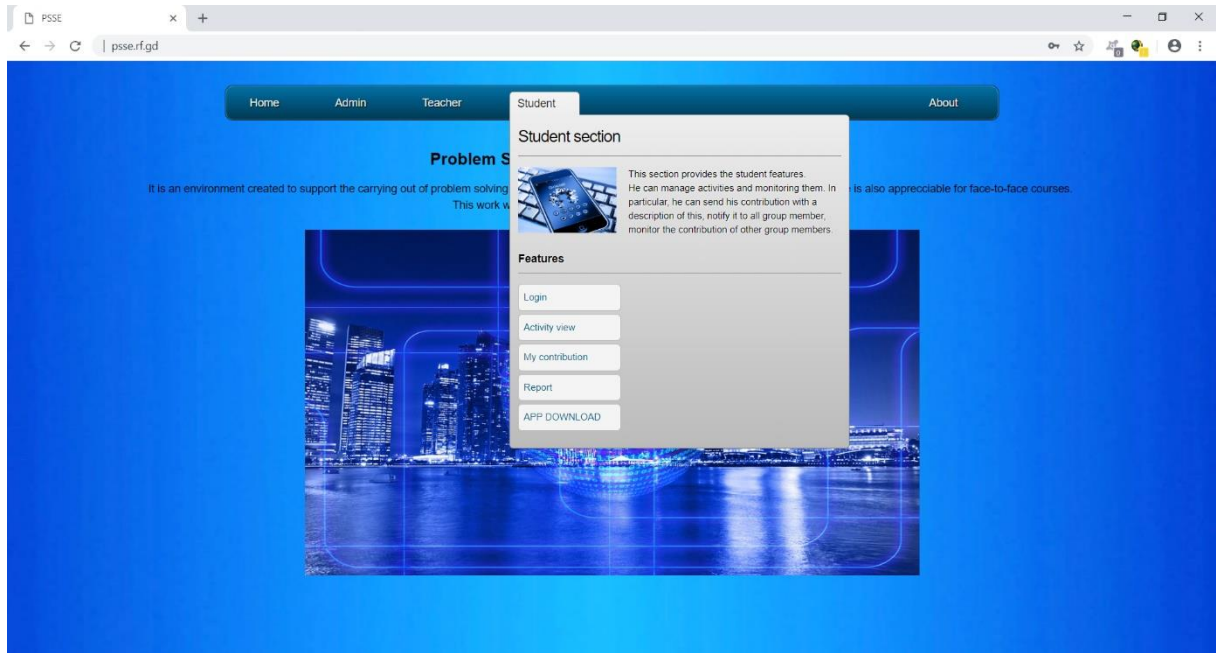 PSSE
psse.rf.gd
0
Home Admin Teacher Student About
Student section
Problem S
This section provides the student features.
He can manage activities and monitoring them. In
particular, he can send his contribution with a
description of this, notify it to all group member,
monitor the contribution of other group members.
It is an environment created to support the carrying out of problem solving
is also apprecciable for face-to-face courses.
This work w
Features
Login
Activity view
My contribution
Report
APP DOWNLOAD